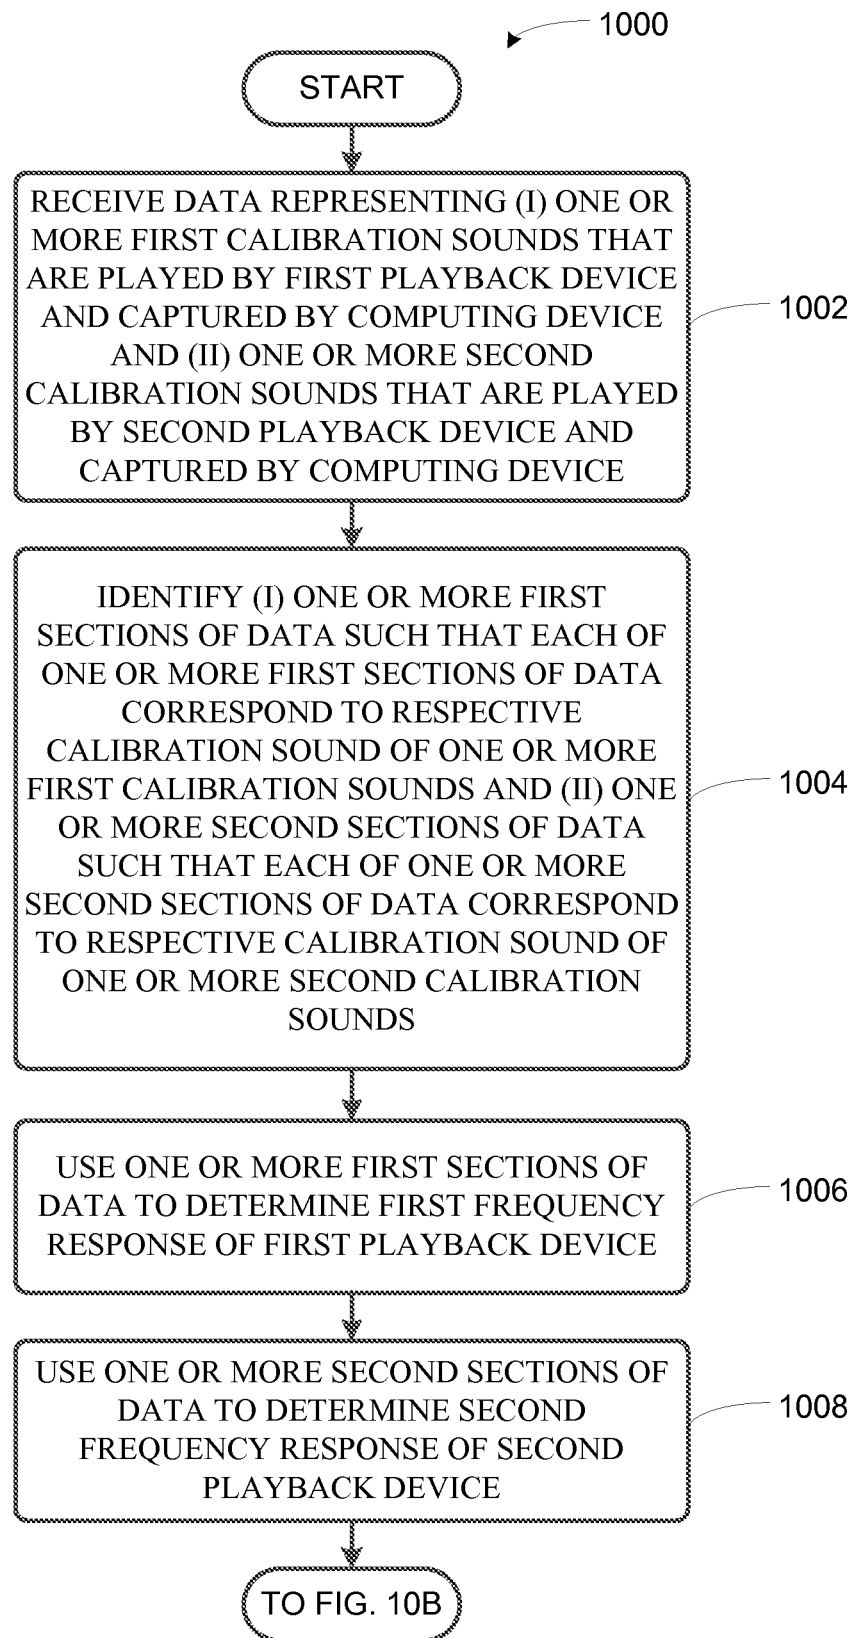 1000
START
RECEIVE DATA REPRESENTING (I) ONE OR
MORE FIRST CALIBRATION SOUNDS THAT
ARE PLAYED BY FIRST PLAYBACK DEVICE
AND CAPTURED BY COMPUTING DEVICE
AND (II) ONE OR MORE SECOND
CALIBRATION SOUNDS THAT ARE PLAYED
BY SECOND PLAYBACK DEVICE AND
CAPTURED BY COMPUTING DEVICE
1002
IDENTIFY (I) ONE OR MORE FIRST
SECTIONS OF DATA SUCH THAT EACH OF
ONE OR MORE FIRST SECTIONS OF DATA
CORRESPOND TO RESPECTIVE
CALIBRATION SOUND OF ONE OR MORE
FIRST CALIBRATION SOUNDS AND (II) ONE
OR MORE SECOND SECTIONS OF DATA
SUCH THAT EACH OF ONE OR MORE
SECOND SECTIONS OF DATA CORRESPOND
TO RESPECTIVE CALIBRATION SOUND OF
ONE OR MORE SECOND CALIBRATION
SOUNDS
1004
USE ONE OR MORE FIRST SECTIONS OF
DATA TO DETERMINE FIRST FREQUENCY
RESPONSE OF FIRST PLAYBACK DEVICE
1006
USE ONE OR MORE SECOND SECTIONS OF
DATA TO DETERMINE SECOND
FREQUENCY RESPONSE OF SECOND
PLAYBACK DEVICE
1008
TO FIG. 10B